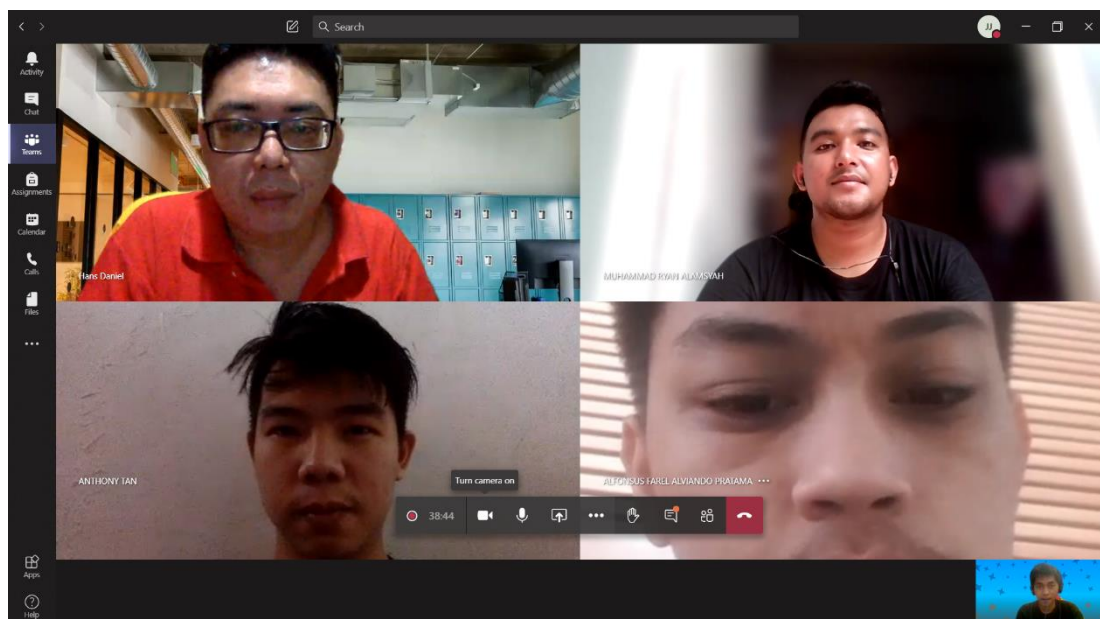 Search
JJ
Activity
Chat
Teams
Assignments
Calendar
Calls
Files
Hans Daniel
MUHAMMAD RYAN ALAMSYAH
ANTHONY TAN
Turn camera on
ALFONSUS FAREL ALVIANDO PRATAMA
38:44
Apps
Help